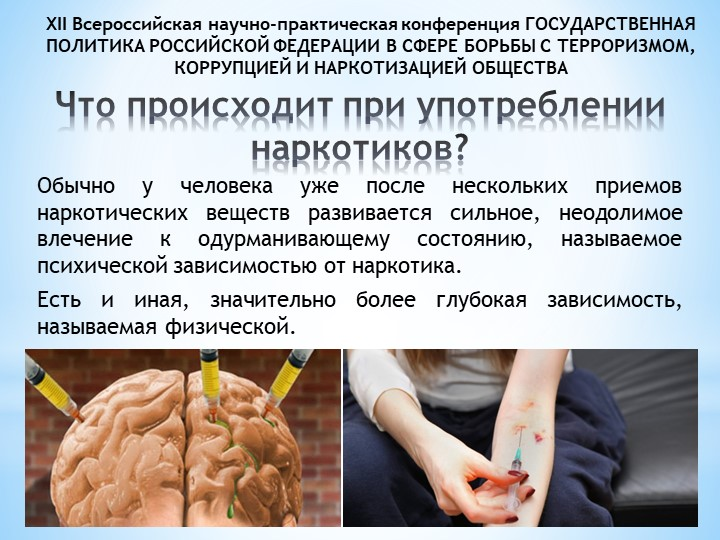 XII Всероссийская научно-практическая конференция ГОСУДАРСТВЕННАЯ
ПОЛИТИКА РОССИЙСКОЙ ФЕДЕРАЦИИ В СФЕРЕ БОРЬБЫ С ТЕРРОРИЗМОМ,
КОРРУПЦИЕЙ И НАРКОТИЗАЦИЕЙ ОБЩЕСТВА
Что происходит при употреблении
наркотиков?
Обычно у человека уже после нескольких приемов
наркотических веществ развивается сильное, неодолимое
влечение к одурманивающему состоянию, называемое
психической зависимостью от наркотика.
Есть и иная, значительно более глубокая зависимость,
называемая физической.